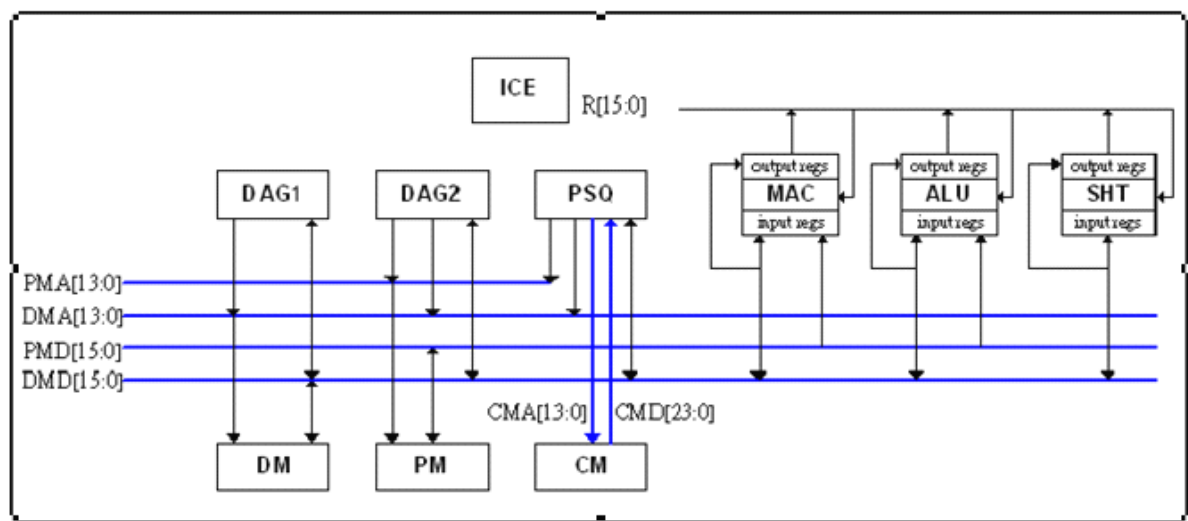 ICE
R[15:0]
output regs output regs output regs
DAG1 DAG2 PSQ MAC ALU SHT
input regs input regs input regs
PMA[13:0]
DMA[13:0]
PMD[15:0]
DMD[15:0]
CMA[13:0] CMD[23:0]
DM PM CM